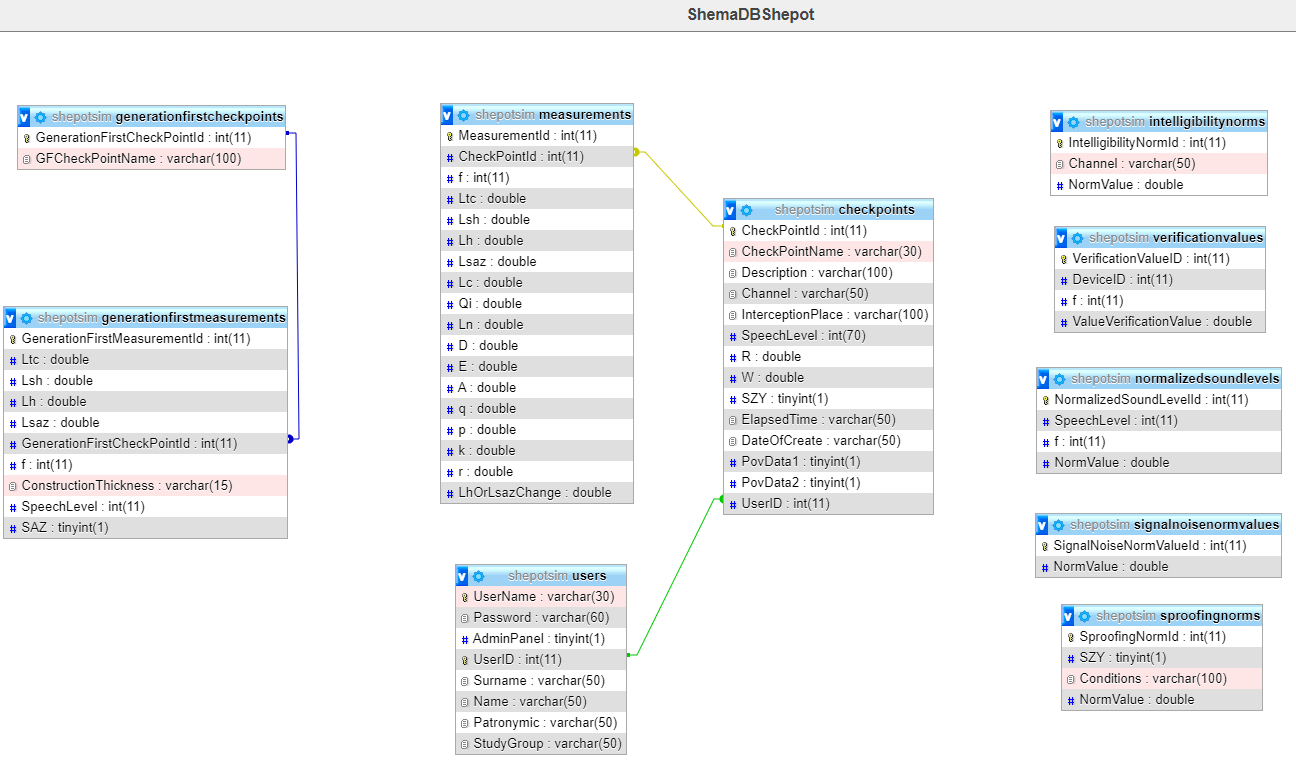 ShemaDBShepot
v shepotsim generationfirstcheckpoints
GenerationFirstCheckPointId : int(11)
GFCheckPointName : varchar(100)
v shepotsim generationfirstmeasurements
GenerationFirstMeasurementId : int(11)
# Ltc : double
# Lsh : double
# Lh : double
# Lsaz : double
# GenerationFirstCheckPointId : int(11)
# f : int(11)
ConstructionThickness : varchar(15)
# SpeechLevel : int(11)
# SAZ : tinyint(1)
v shepotsim measurements
MeasurementId : int(11)
# CheckPointId : int(11)
# f : int(11)
# Ltc : double
# Lsh : double
# Lh : double
# Lsaz : double
# Lc : double
# Qi : double
# Ln : double
# D : double
# E : double
# A : double
# q : double
# p : double
# k : double
# r : double
# LhOrLsazChange : double
v shepotsim users
UserName : varchar(30)
Password : varchar(60)
# AdminPanel : tinyint(1)
UserID : int(11)
Surname : varchar(50)
Name : varchar(50)
Patronymic : varchar(50)
StudyGroup : varchar(50)
v shepotsim checkpoints
CheckPointId : int(11)
CheckPointName : varchar(30)
Description : varchar(100)
Channel : varchar(50)
InterceptionPlace : varchar(100)
# SpeechLevel : int(70)
# R : double
# W : double
# SZY : tinyint(1)
ElapsedTime : varchar(50)
DateOfCreate : varchar(50)
# PovData1 : tinyint(1)
# PovData2 : tinyint(1)
# UserID : int(11)
v shepotsim intelligibilitynorms
IntelligibilityNormId : int(11)
Channel : varchar(50)
# NormValue : double
v shepotsim verificationvalues
VerificationValueID : int(11)
# DeviceID : int(11)
# f : int(11)
# ValueVerificationValue : double
v shepotsim normalizedsoundlevels
NormalizedSoundLevelId : int(11)
# SpeechLevel : int(11)
# f : int(11)
# NormValue : double
v shepotsim signalnoisenormvalues
SignalNoiseNormValueId : int(11)
# NormValue : double
v shepotsim sproofingnorms
SproofingNormId : int(11)
# SZY : tinyint(1)
Conditions : varchar(100)
# NormValue : double